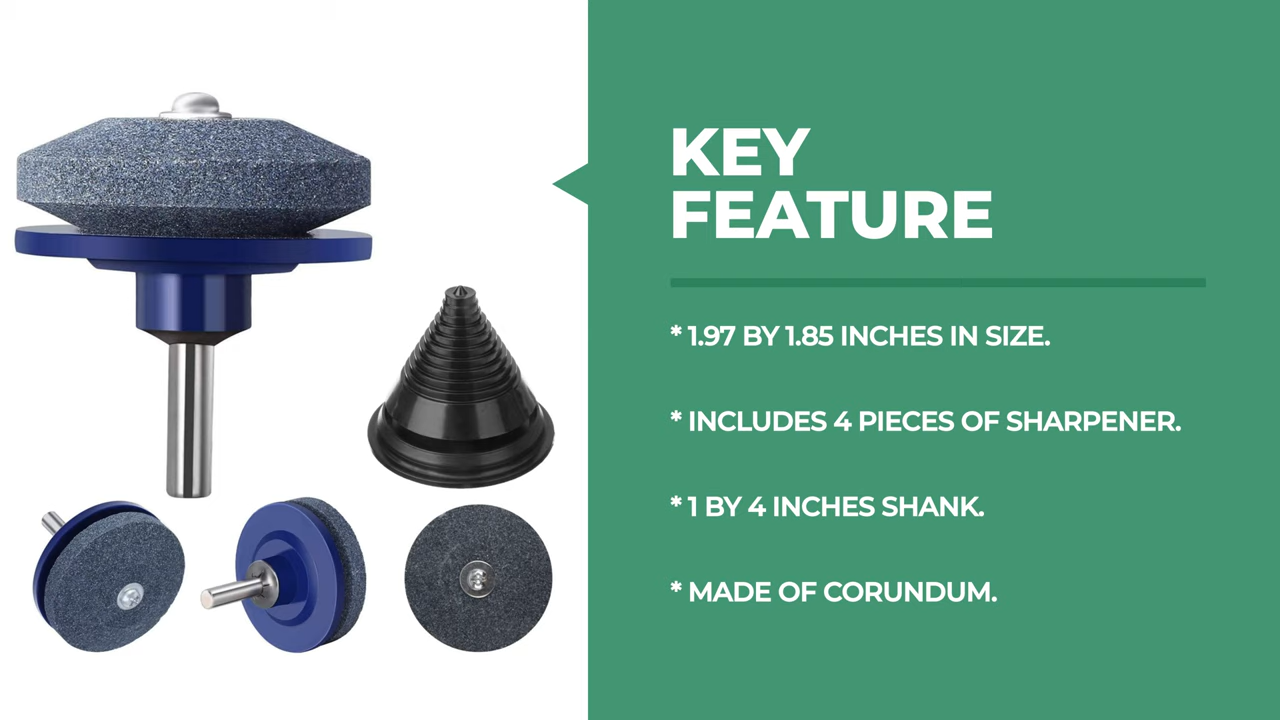 KEY
FEATURE
* 1.97 BY 1.85 INCHES IN SIZE.
* INCLUDES 4 PIECES OF SHARPENER.
* 1 BY 4 INCHES SHANK.
* MADE OF CORUNDUM.